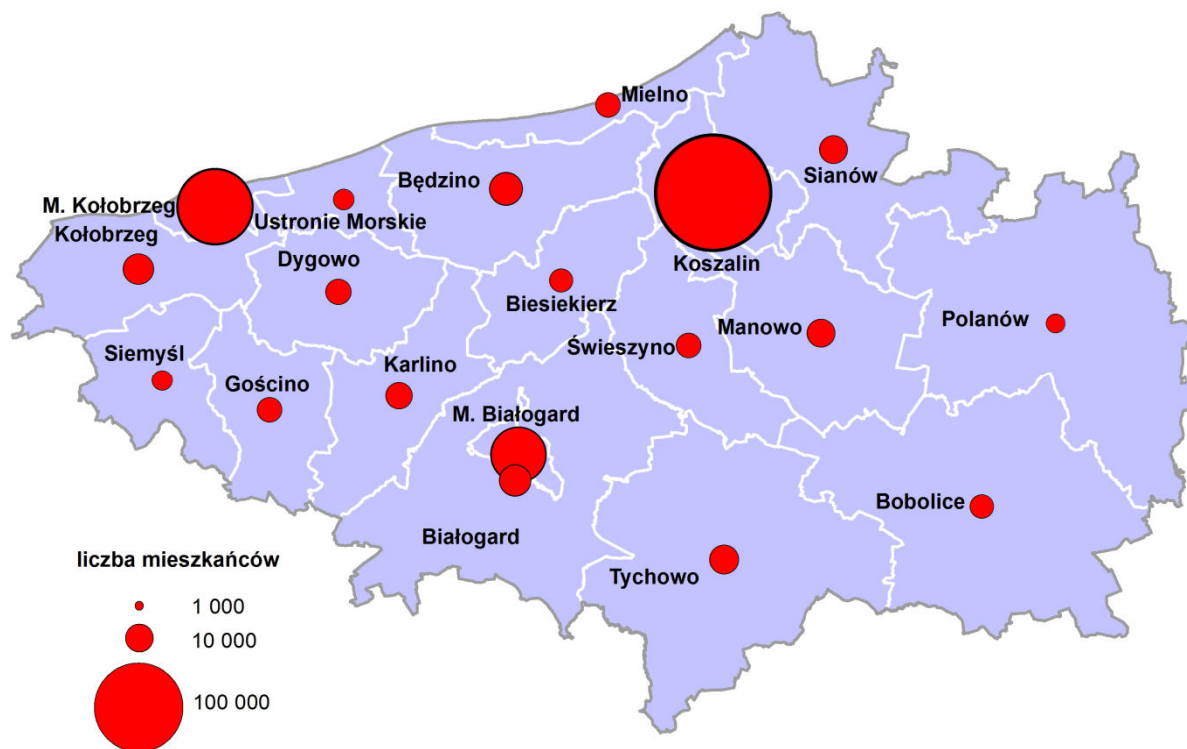 Mielno
Sianów
Będzino
M. Kołobrzeg
Ustronie Morskie
Kołobrzeg
Dygowo
Koszalin
Biesiekierz
Polanów
Manowo
Świeszyno
Siemyśl
Karlino
Gościno
M. Białogard
Bobolice
Białogard
Tychowo
liczba mieszkańców
1 000
10 000
100 000